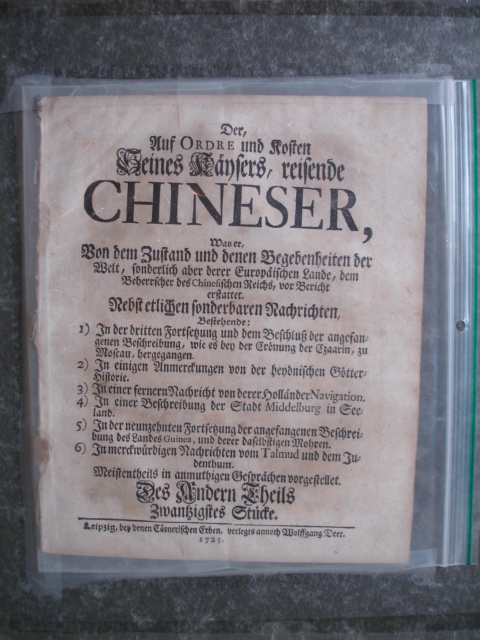 Der,
Auf ORDRE und Kosten
Seines Käysers, reisende
CHINESER,
Was er,
Von dem Zustand und denen Begebenheiten der
Welt, sonderlich aber derer Europäischen Lande, dem
Beherrscher des Chinesischen Reichs, vor Bericht
erstattet.
Nebst etlichen sonderbaren Nachrichten,
Bestehende:
1) In der dritten Fortsetzung und dem Beschluß der angefan-
genen Beschreibung, wie es bey der Crönung der Czaarin, zu
Moscau, hergegangen.
2) In einigen Anmerckungen von der heydnischen Götter-
Historie.
3) In einer fernern Nachricht von derer Holländer Navigation.
4) In einer Beschreibung der Stadt Middelburg in See-
land.
5) In der neunzehnten Fortsetzung der angefangenen Beschrei-
bung des Landes Guinea, und derer daselbstigen Mohren.
6) In merckwürdigen Nachrichten vom Talmud und dem Ju-
denthum.
Meistentheils in anmuthigen Gesprächen vorgestellet.
Des Andern Theils
Zwantzigstes Stücke.
Leipzig, bey denen Cörnerischen Erben, verlegts annoch Wolffgang Deer.
1723.